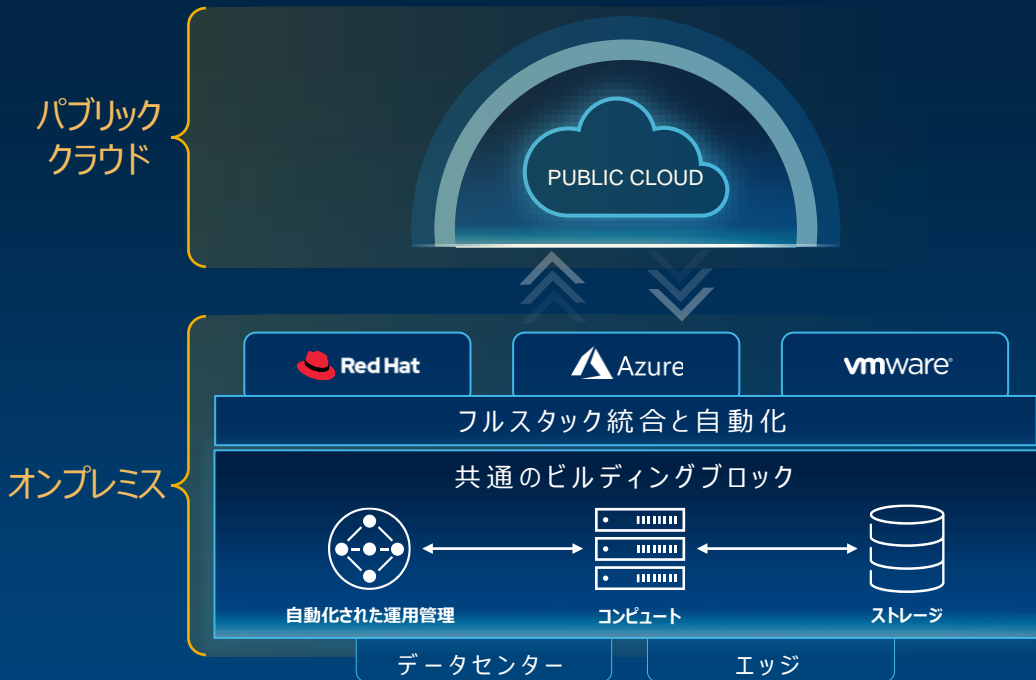 パブリック
クラウド
PUBLIC CLOUD
オンプレミス
Red Hat
Azure
vmware®
フルスタック統合と自動化
共通のビルディングブロック
自動化された運用管理
コンピュート
ストレージ
データセンター
エッジ